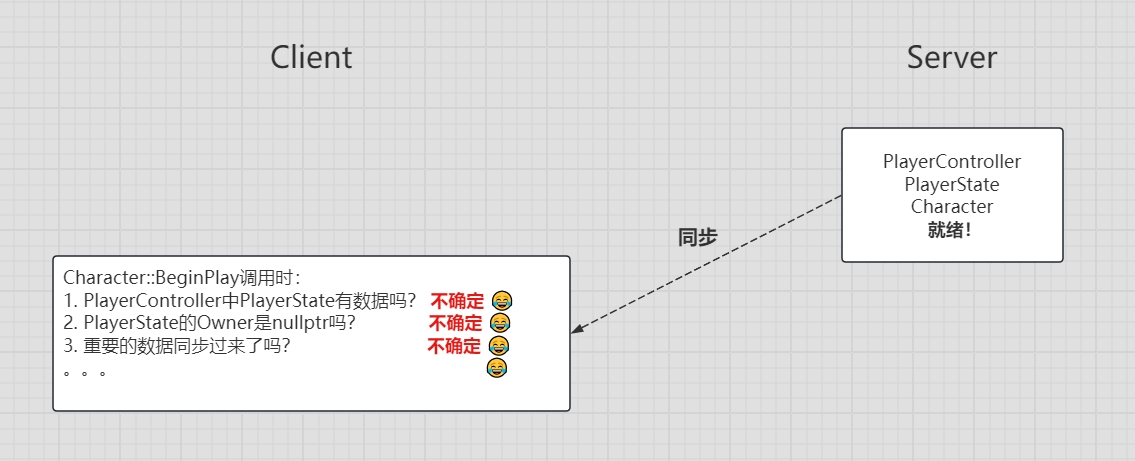 Client
Server
PlayerController
PlayerState
Character
就绪！
同步
Character::BeginPlay调用时：
1. PlayerController中PlayerState有数据吗？ 不确定 😂
2. PlayerState的Owner是nullptr吗？ 不确定 😂
3. 重要的数据同步过来了吗？ 不确定 😂
。。。 😂